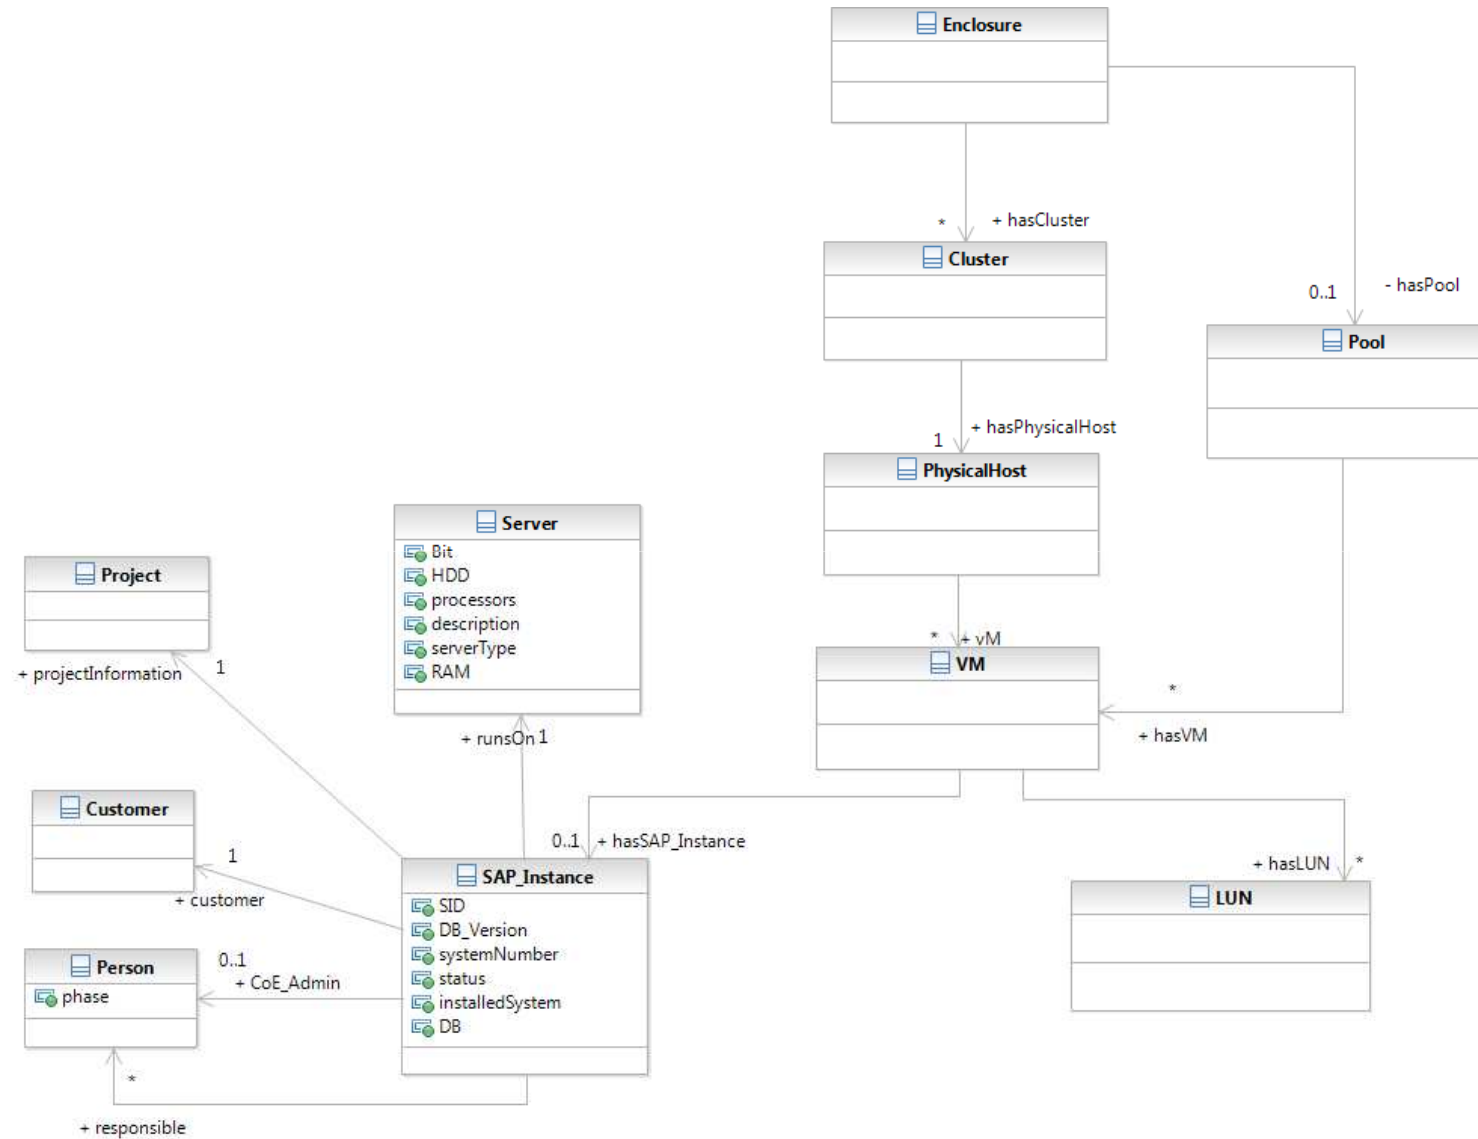 Enclosure
* + hasCluster
Cluster
0..1 - hasPool
Pool
1 + hasPhysicalHost
PhysicalHost
* + vM
VM
*
+ hasVM
Server
Bit
HDD
processors
description
serverType
RAM
+ runsOn 1
Project
+ projectInformation 1
Customer
1
+ customer
0..1 + hasSAP_Instance
SAP_Instance
SID
DB_Version
systemNumber
status
installedSystem
DB
+ hasLUN *
LUN
Person
phase
0..1
+ CoE_Admin
*
+ responsible